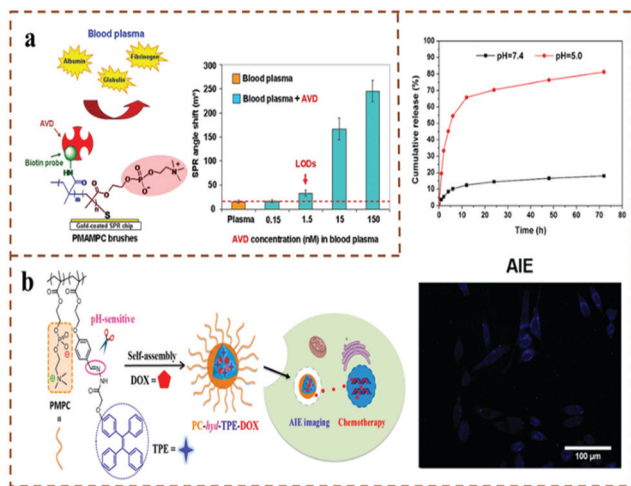 a
Blood plasma
Albumin
Fibrinogen
Globulin
AVD
Biotin probe
HN
O
O
O
O
P
O
O⁻
N
+
m
n
S
Gold-coated SPR chip
PMAMPC brushes
SPR angle shift (m°)
300
250
200
150
100
50
0
Blood plasma
Blood plasma + AVD
LODs
Plasma 0.15 1.5 15 150
AVD concentration (nM) in blood plasma
Cumulative release (%)
100
90
80
70
60
50
40
30
20
10
0
pH=7.4 pH=5.0
0 10 20 30 40 50 60 70 80
Time (h)
b
pH-sensitive
PMPC
=
NH
TPE =
Self-assembly
DOX =
PC-hyd-TPE-DOX
AIE imaging Chemotherapy
AIE
100 μm